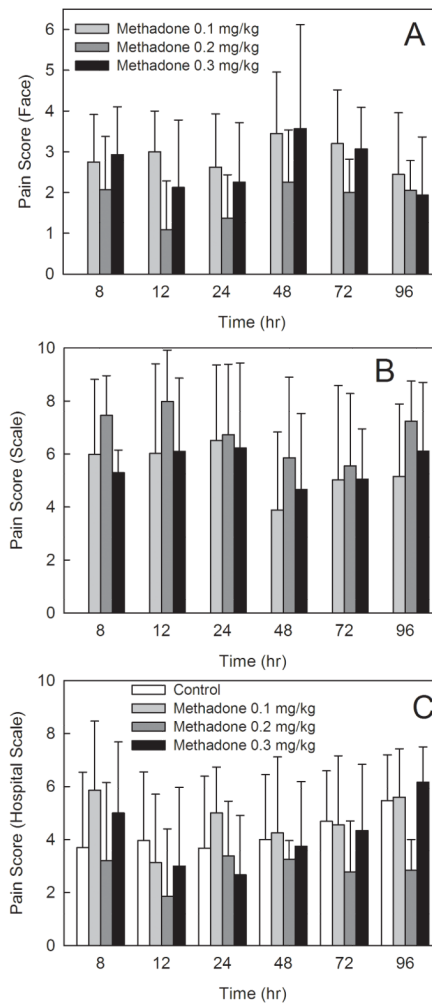 A
Methadone 0.1 mg/kg
Methadone 0.2 mg/kg
Methadone 0.3 mg/kg
Pain Score (Face)
6
5
4
3
2
1
0
8 12 24 48 72 96
Time (hr)
B
Pain Score (Scale)
10
8
6
4
2
0
8 12 24 48 72 96
Time (hr)
C
Control
Methadone 0.1 mg/kg
Methadone 0.2 mg/kg
Methadone 0.3 mg/kg
Pain Score (Hospital Scale)
10
8
6
4
2
0
8 12 24 48 72 96
Time (hr)